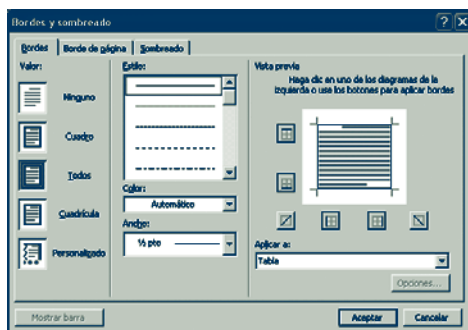 Bordes y sombreado
Bordes
Borde de página
Sombreado
Valor:
Ninguno
Cuadro
Todos
Cuadrícula
Personalizado
Estilo:
Color:
Automático
Ancho:
½ pto
Vista previa
Haga clic en uno de los diagramas de la
izquierda o use los botones para aplicar bordes
Aplicar a:
Tabla
Opciones...
Mostrar barra
Aceptar
Cancelar